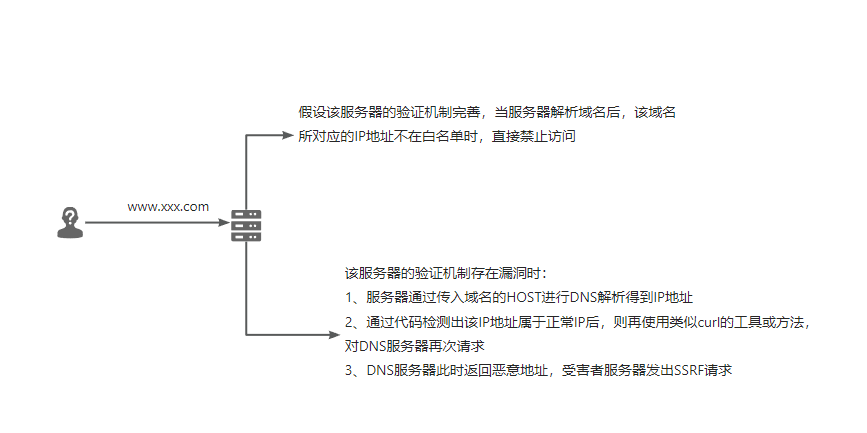 假设该服务器的验证机制完善，当服务器解析域名后，该域名
所对应的IP地址不在白名单时，直接禁止访问
www.xxx.com
该服务器的验证机制存在漏洞时：
1、服务器通过传入域名的HOST进行DNS解析得到IP地址
2、通过代码检测出该IP地址属于正常IP后，则再使用类似curl的工具或方法，
对DNS服务器再次请求
3、DNS服务器此时返回恶意地址，受害者服务器发出SSRF请求